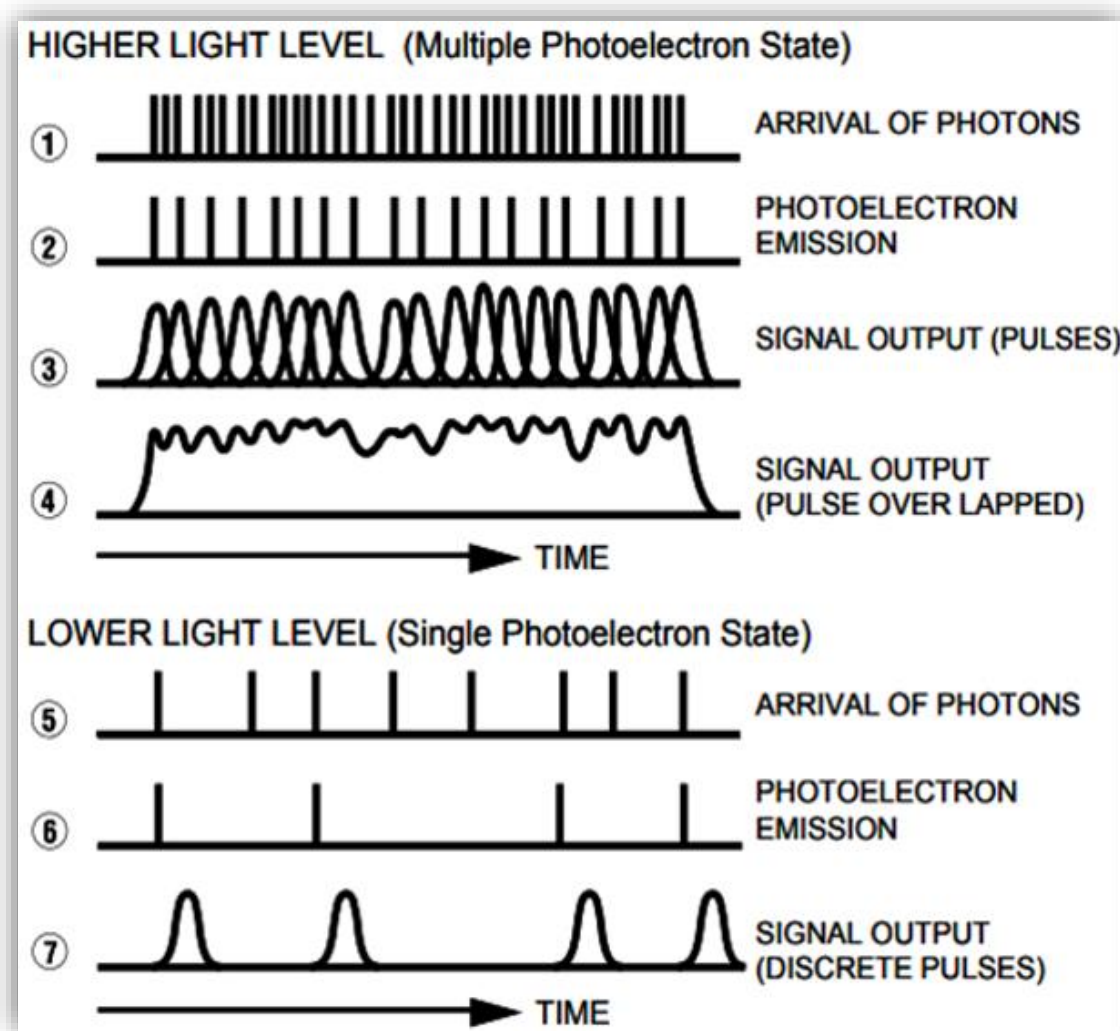 HIGHER LIGHT LEVEL (Multiple Photoelectron State)
① ARRIVAL OF PHOTONS
② PHOTOELECTRON
EMISSION
③ SIGNAL OUTPUT (PULSES)
④ SIGNAL OUTPUT
(PULSE OVER LAPPED)
TIME
LOWER LIGHT LEVEL (Single Photoelectron State)
⑤ ARRIVAL OF PHOTONS
⑥ PHOTOELECTRON
EMISSION
⑦ SIGNAL OUTPUT
(DISCRETE PULSES)
TIME